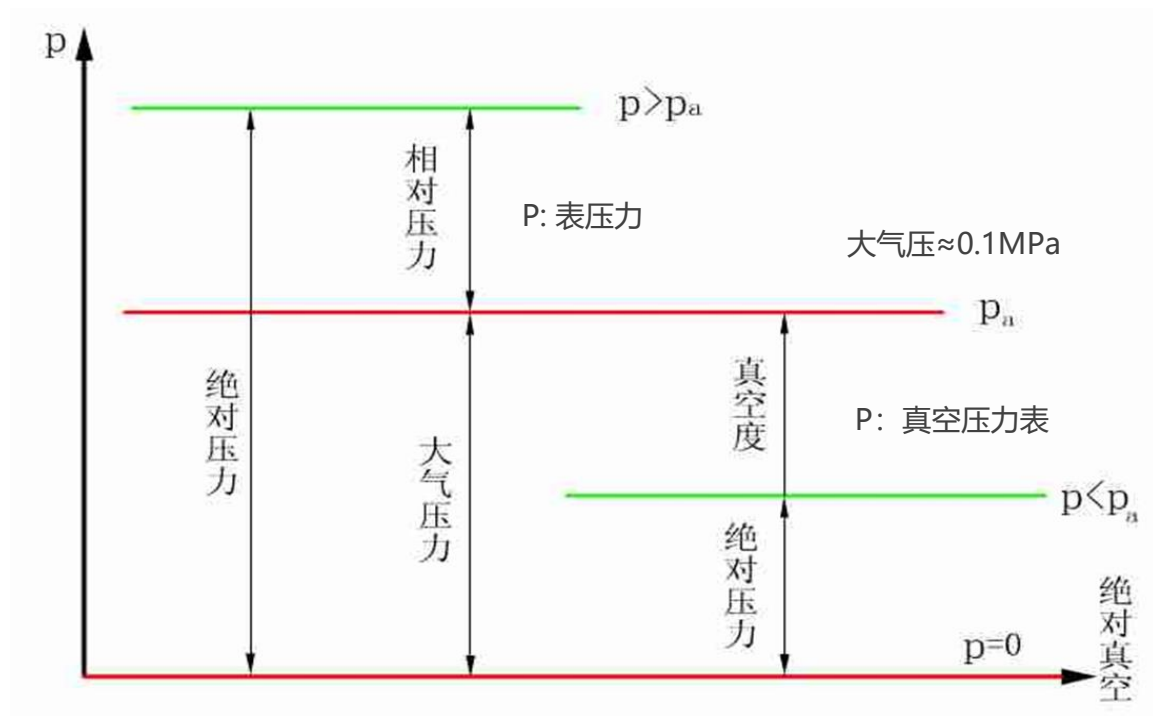 p
p>pa
相对压力
P: 表压力
大气压≈0.1MPa
pa
绝对压力
真空度
大气压力
P：真空压力表
p<pa
绝对压力
绝对真空
p=0